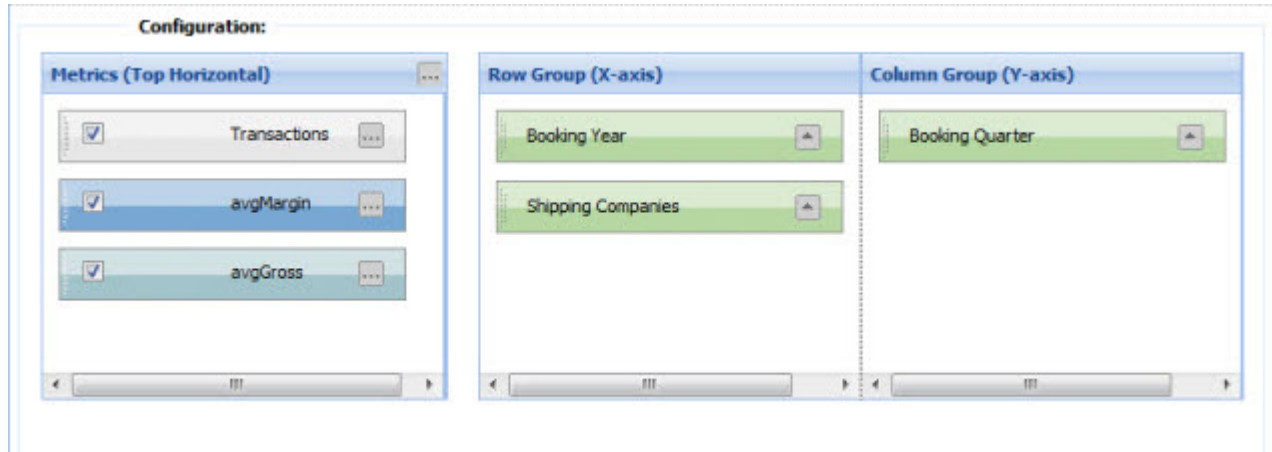 Configuration:
Metrics (Top Horizontal) ...
Row Group (X-axis)
Column Group (Y-axis)
Transactions ...
avgMargin ...
avgGross ...
Booking Year
Shipping Companies
Booking Quarter